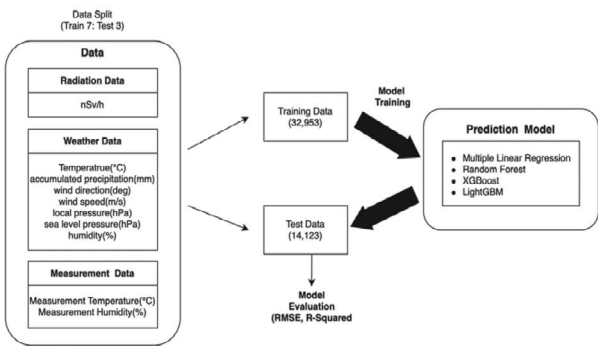 Data Split
(Train 7: Test 3)
Data
Radiation Data
nSv/h
Weather Data
Temperatrue(°C)
accumulated precipitation(mm)
wind direction(deg)
wind speed(m/s)
local pressure(hPa)
sea level pressure(hPa)
humidity(%)
Measurement Data
Measurement Temperature(°C)
Measurement Humidity(%)
Training Data
(32,953)
Model
Training
Test Data
(14,123)
Model
Evaluation
(RMSE, R-Squared
Prediction Model
• Multiple Linear Regression
• Random Forest
• XGBoost
• LightGBM